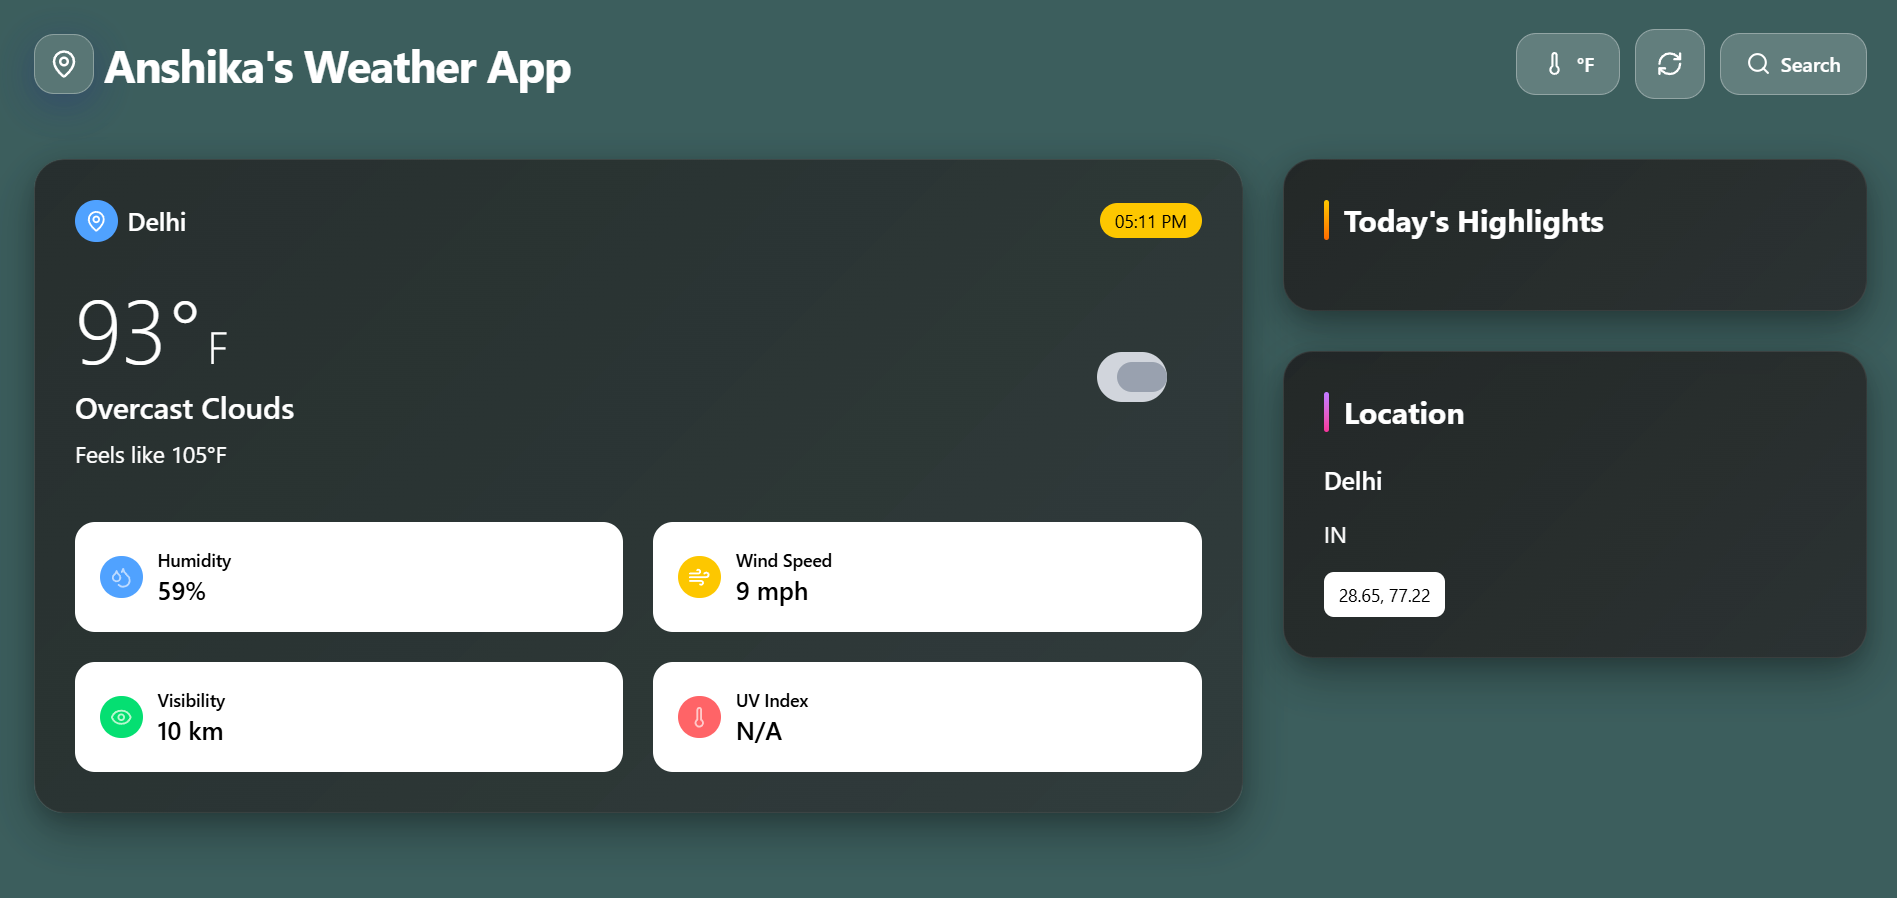 Anshika's Weather App
°F
Search
Delhi
05:11 PM
93°F
Overcast Clouds
Feels like 105°F
Humidity
59%
Wind Speed
9 mph
Visibility
10 km
UV Index
N/A
Today's Highlights
Location
Delhi
IN
28.65, 77.22